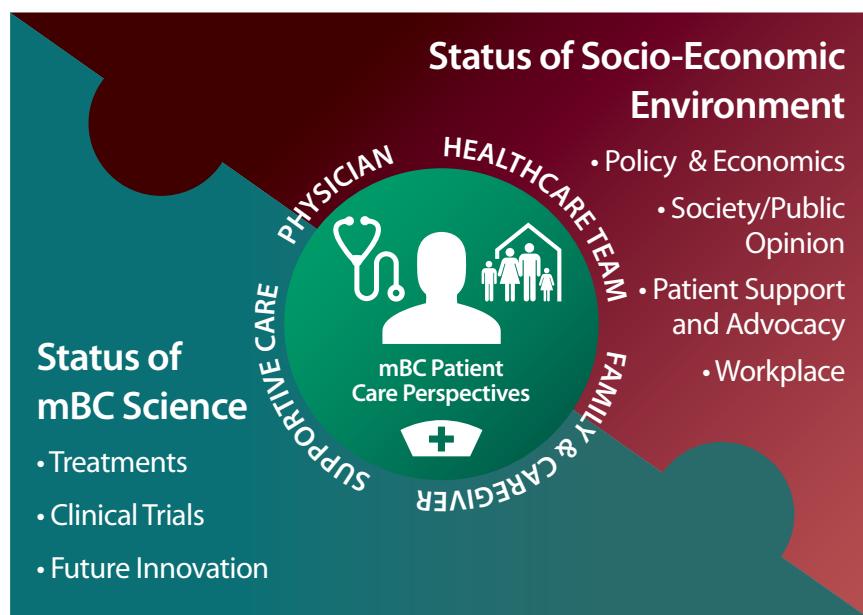 Status of Socio-Economic
Environment
• Policy & Economics
• Society/Public
Opinion
• Patient Support
and Advocacy
• Workplace
PHYSICIAN
HEALTHCARE TEAM
FAMILY & CAREGIVER
SUPPORTIVE CARE
mBC Patient
Care Perspectives
Status of
mBC Science
• Treatments
• Clinical Trials
• Future Innovation